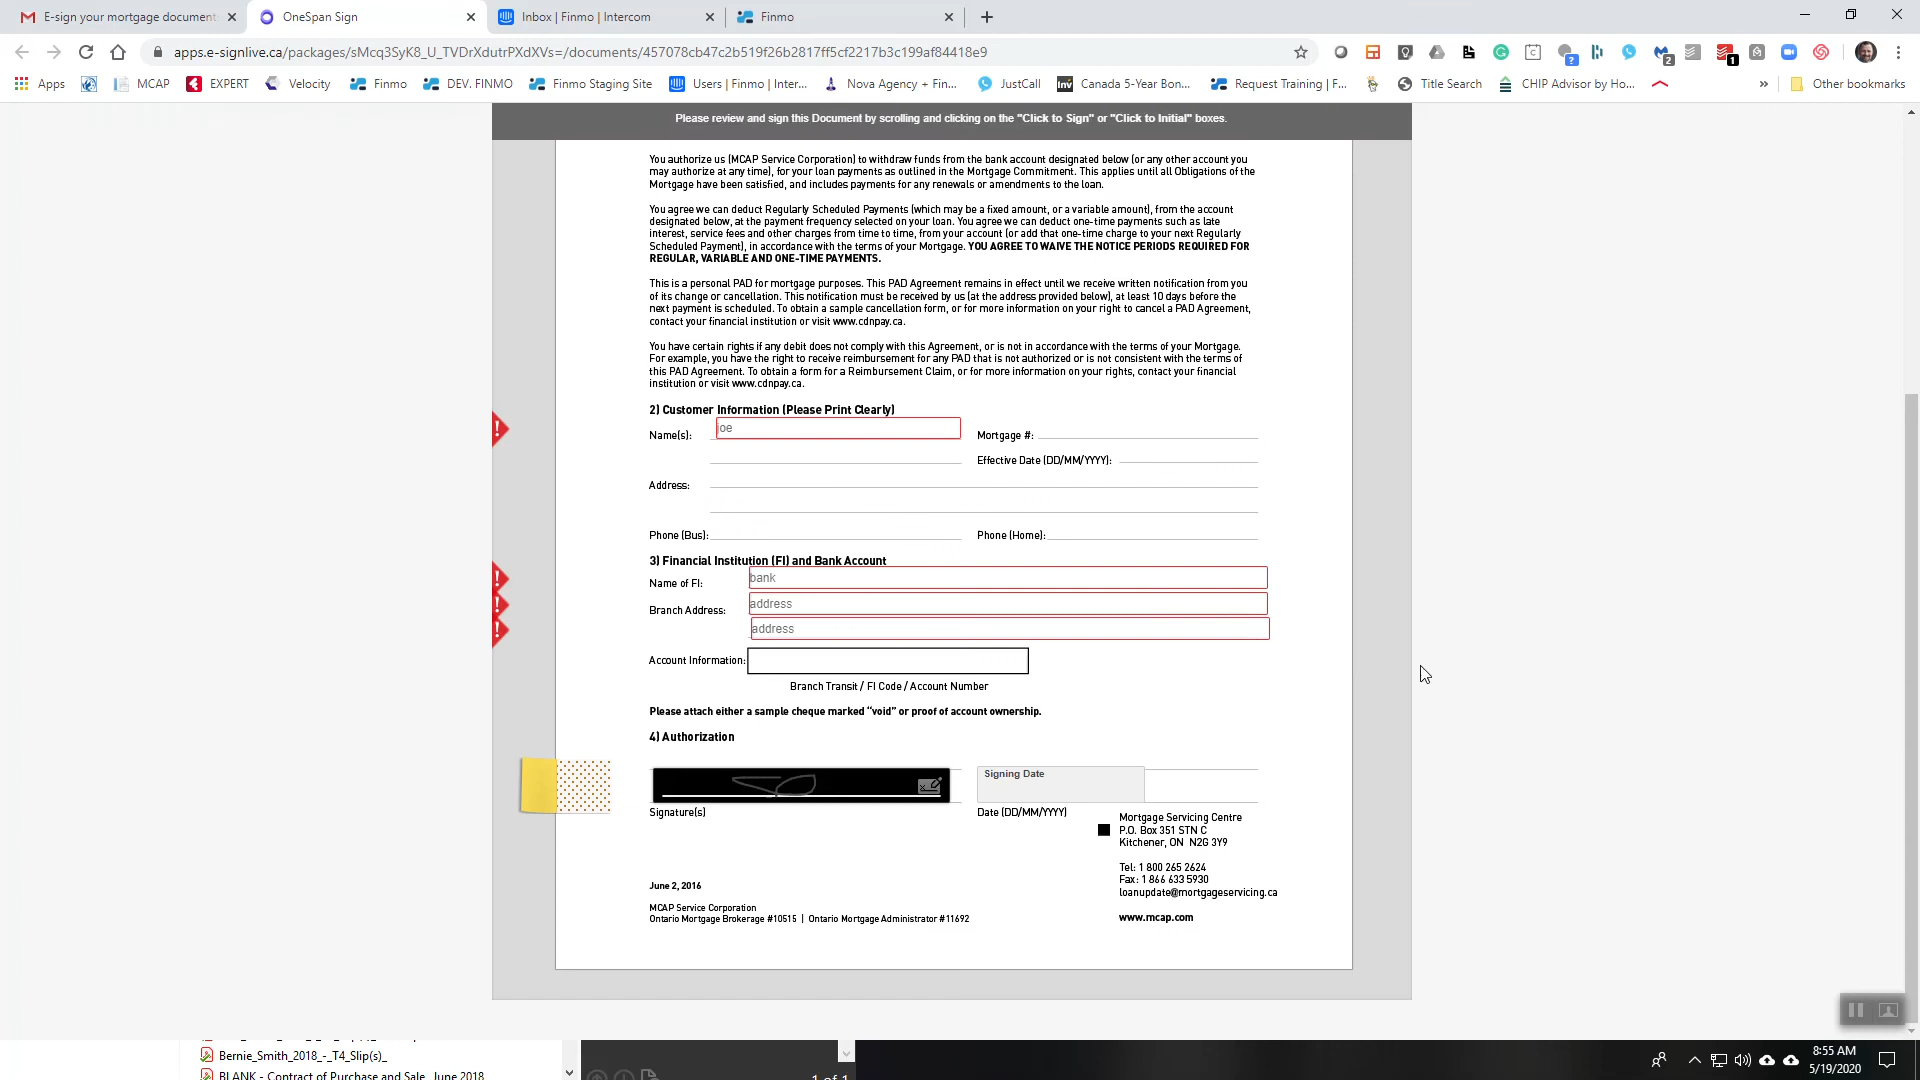 E-sign your mortgage document
OneSpan Sign
Inbox | Finmo | Intercom
Finmo
apps.e-signlive.ca/packages/sMcq3SyK8_U_TVDrXdutrPXdXVs=/documents/457078cb47c2b519f26b2817ff5cf2217b3c199af84418e9
Apps
MCAP
EXPERT
Velocity
Finmo
DEV. FINMO
Finmo Staging Site
Users | Finmo | Inter...
Nova Agency + Fin...
JustCall
Canada 5-Year Bon...
Request Training | F...
Title Search
CHIP Advisor by Ho...
Other bookmarks
Please review and sign this Document by scrolling and clicking on the "Click to Sign" or "Click to Initial" boxes.
You authorize us (MCAP Service Corporation) to withdraw funds from the bank account designated below (or any other account you
may authorize at any time), for your loan payments as outlined in the Mortgage Commitment. This applies until all Obligations of the
Mortgage have been satisfied, and includes payments for any renewals or amendments to the loan.
You agree we can deduct Regularly Scheduled Payments (which may be a fixed amount, or a variable amount), from the account
designated below, at the payment frequency selected on your loan. You agree we can deduct one-time payments such as late
interest, service fees and other charges from time to time, from your account (or add that one-time charge to your next Regularly
Scheduled Payment), in accordance with the terms of your Mortgage. YOU AGREE TO WAIVE THE NOTICE PERIODS REQUIRED FOR
REGULAR, VARIABLE AND ONE-TIME PAYMENTS.
This is a personal PAD for mortgage purposes. This PAD Agreement remains in effect until we receive written notification from you
of its change or cancellation. This notification must be received by us (at the address provided below), at least 10 days before the
next payment is scheduled. To obtain a sample cancellation form, or for more information on your right to cancel a PAD Agreement,
contact your financial institution or visit www.cdnpay.ca.
You have certain rights if any debit does not comply with this Agreement, or is not in accordance with the terms of your Mortgage.
For example, you have the right to receive reimbursement for any PAD that is not authorized or is not consistent with the terms of
this PAD Agreement. To obtain a form for a Reimbursement Claim, or for more information on your rights, contact your financial
institution or visit www.cdnpay.ca.
2) Customer Information (Please Print Clearly)
Name(s): joe
Mortgage #:
Effective Date (DD/MM/YYYY):
Address:
Phone (Bus):
Phone (Home):
3) Financial Institution (FI) and Bank Account
Name of FI: bank
Branch Address: address
address
Account Information:
Branch Transit / FI Code / Account Number
Please attach either a sample cheque marked “void” or proof of account ownership.
4) Authorization
Signing Date
Signature(s)
Date (DD/MM/YYYY)
Mortgage Servicing Centre
P.O. Box 351 STN C
Kitchener, ON N2G 3Y9
Tel: 1 800 265 2624
Fax: 1 866 633 5930
loanupdate@mortgageservicing.ca
www.mcap.com
June 2, 2016
MCAP Service Corporation
Ontario Mortgage Brokerage #10515 | Ontario Mortgage Administrator #11692
Bernie_Smith_2018_-_T4_Slip(s)_
BLANK - Contract of Purchase and Sale June 2018
1 of 1
8:55 AM
5/19/2020